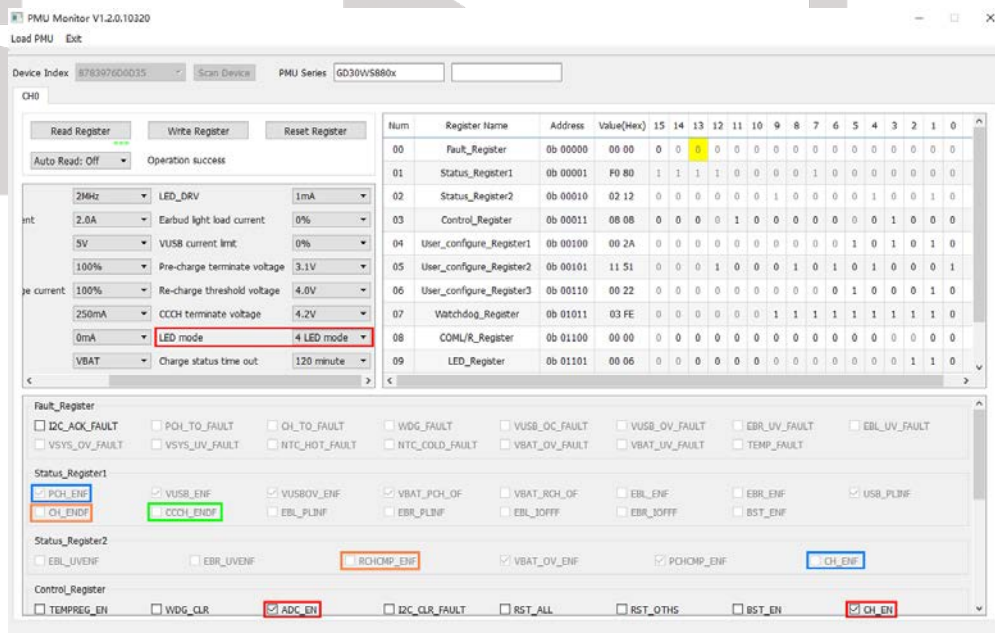 PMU Monitor V1.2.0.10320
Load PMU Exit
Device Index 8783976D0D35 Scan Device PMU Series GD30WS880x
CH0
Read Register Write Register Reset Register
Auto Read: Off Operation success
2MHz LED_DRV 1mA
nt 2.0A Earbud light load current 0%
5V VUSB current limt 0%
100% Pre-charge terminate voltage 3.1V
ge current 100% Re-charge threshold voltage 4.0V
250mA CCCH terminate voltage 4.2V
0mA LED mode 4 LED mode
VBAT Charge status time out 120 minute
Num Register Name Address Value(Hex) 15 14 13 12 11 10 9 8 7 6 5 4 3 2 1 0
00 Fault_Register 0b 00000 00 00 0 0 0 0 0 0 0 0 0 0 0 0 0 0 0 0
01 Status_Register1 0b 00001 F0 80 1 1 1 1 0 0 0 0 1 0 0 0 0 0 0 0
02 Status_Register2 0b 00010 02 12 0 0 0 0 0 0 1 0 0 0 0 1 0 0 1 0
03 Control_Register 0b 00011 08 08 0 0 0 0 1 0 0 0 0 0 0 0 1 0 0 0
04 User_configure_Register1 0b 00100 00 2A 0 0 0 0 0 0 0 0 0 0 1 0 1 0 1 0
05 User_configure_Register2 0b 00101 11 51 0 0 0 1 0 0 0 1 0 1 0 1 0 0 0 1
06 User_configure_Register3 0b 00110 00 22 0 0 0 0 0 0 0 0 0 0 1 0 0 0 1 0
07 Watchdog_Register 0b 01011 03 FE 0 0 0 0 0 0 1 1 1 1 1 1 1 1 1 0
08 COML/R_Register 0b 01100 00 00 0 0 0 0 0 0 0 0 0 0 0 0 0 0 0 0
09 LED_Register 0b 01101 00 06 0 0 0 0 0 0 0 0 0 0 0 0 0 1 1 0
Fault_Register
I2C_ACK_FAULT PCH_TO_FAULT CH_TO_FAULT WDG_FAULT VUSB_OC_FAULT VUSB_OV_FAULT EBR_UV_FAULT EBL_UV_FAULT
VSYS_OV_FAULT VSYS_UV_FAULT NTC_HOT_FAULT NTC_COLD_FAULT VBAT_OV_FAULT VBAT_UV_FAULT TEMP_FAULT
Status_Register1
PCH_ENF VUSB_ENF VUSBOV_ENF VBAT_PCH_OF VBAT_RCH_OF EBL_ENF EBR_ENF USB_PLINF
CH_ENDF CCCH_ENDF EBL_PLINF EBR_PLINF EBL_IOFFF EBR_IOFFF BST_ENF
Status_Register2
EBL_UVENF EBR_UVENF RCHCMP_ENF VBAT_OV_ENF PCHCMP_ENF CH_ENF
Control_Register
TEMPREG_EN WDG_CLR ADC_EN I2C_CLR_FAULT RST_ALL RST_OTHS BST_EN CH_EN